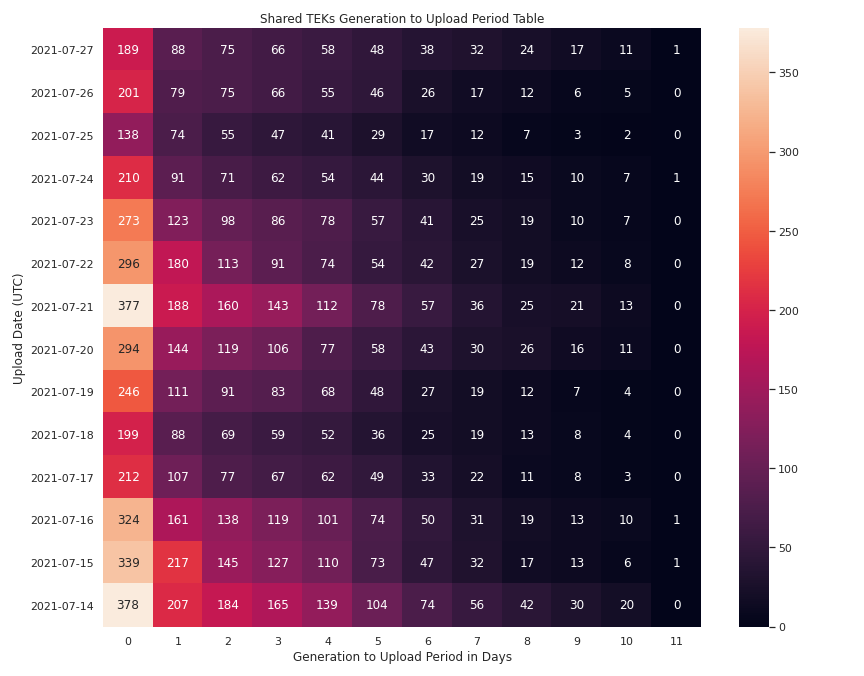 Shared TEKs Generation to Upload Period Table
Upload Date (UTC)
2021-07-27 189 88 75 66 58 48 38 32 24 17 11 1
2021-07-26 201 79 75 66 55 46 26 17 12 6 5 0
2021-07-25 138 74 55 47 41 29 17 12 7 3 2 0
2021-07-24 210 91 71 62 54 44 30 19 15 10 7 1
2021-07-23 273 123 98 86 78 57 41 25 19 10 7 0
2021-07-22 296 180 113 91 74 54 42 27 19 12 8 0
2021-07-21 377 188 160 143 112 78 57 36 25 21 13 0
2021-07-20 294 144 119 106 77 58 43 30 26 16 11 0
2021-07-19 246 111 91 83 68 48 27 19 12 7 4 0
2021-07-18 199 88 69 59 52 36 25 19 13 8 4 0
2021-07-17 212 107 77 67 62 49 33 22 11 8 3 0
2021-07-16 324 161 138 119 101 74 50 31 19 13 10 1
2021-07-15 339 217 145 127 110 73 47 32 17 13 6 1
2021-07-14 378 207 184 165 139 104 74 56 42 30 20 0
0 1 2 3 4 5 6 7 8 9 10 11
Generation to Upload Period in Days
350
300
250
200
150
100
50
0